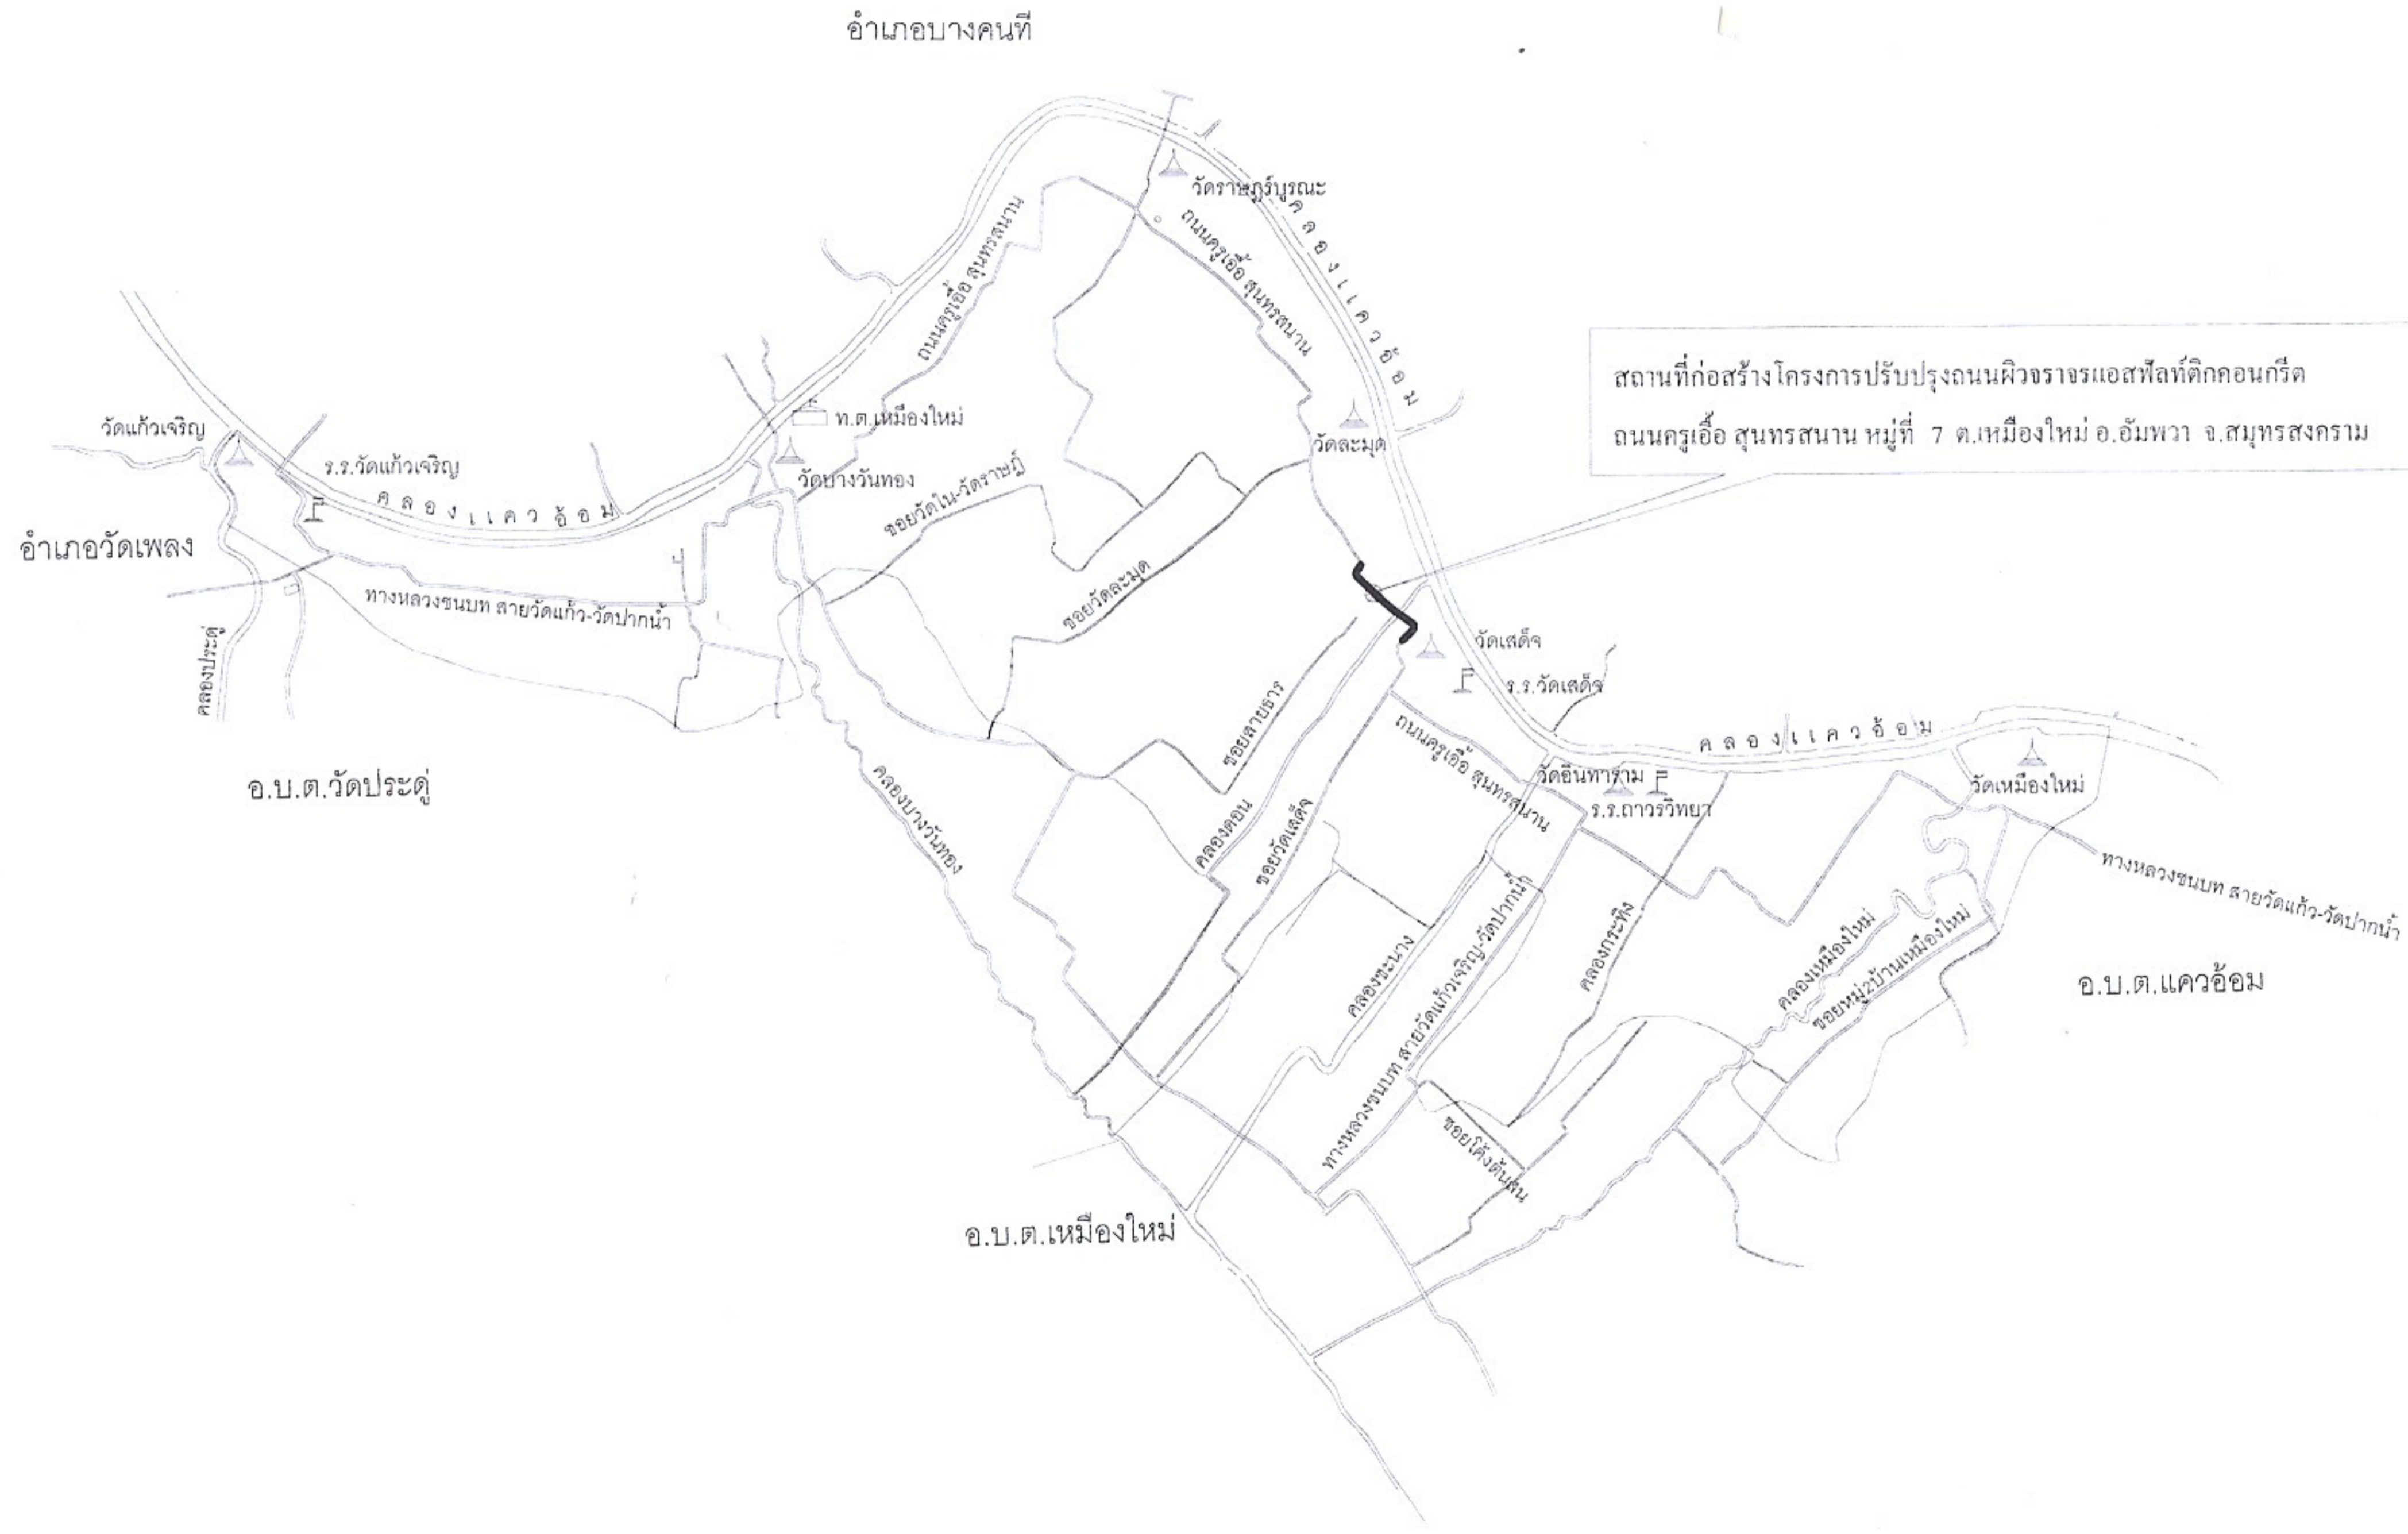 อำเภอบางคนที
วัดราษฎร์บูรณะ
ถนนครูเอื้อ สุนทรสนาน
ถนนครูเอื้อ สุนทรสนาน
คลองแควอ้อม
สถานที่ก่อสร้างโครงการปรับปรุงถนนผิวจราจรแอสฟัลท์ติกคอนกรีต
ถนนครูเอื้อ สุนทรสนาน หมู่ที่ 7 ต.เหมืองใหม่ อ.อัมพวา จ.สมุทรสงคราม
วัดแก้วเจริญ
ท.ต.เหมืองใหม่
วัดละมุด
ร.ร.วัดแก้วเจริญ
วัดบางวันทอง
คลองแควอ้อม
ซอยวัดใน-วัดราษฎ์
อำเภอวัดเพลง
ทางหลวงชนบท สายวัดแก้ว-วัดปากน้ำ
ซอยวัดละมุด
คลองประดู่
วัดเสด็จ
ร.ร.วัดเสด็จ
ซอยสายธาร
ถนนครูเอื้อ สุนทรสนาน
คลองแควอ้อม
อ.บ.ต.วัดประดู่
วัดอินทาราม
ร.ร.ถาวรวิทยา
วัดเหมืองใหม่
คลองบางวันทอง
คลองดอน
ซอยวัดเสด็จ
ทางหลวงชนบท สายวัดแก้ว-วัดปากน้ำ
คลองชะนาง
ทางหลวงชนบท สายวัดแก้วเจริญ-วัดปากน้ำ
คลองกระทิง
คลองเหมืองใหม่
ซอยหมู่2บ้านเหมืองใหม่
อ.บ.ต.แควอ้อม
ซอยโค้งต้นสน
อ.บ.ต.เหมืองใหม่